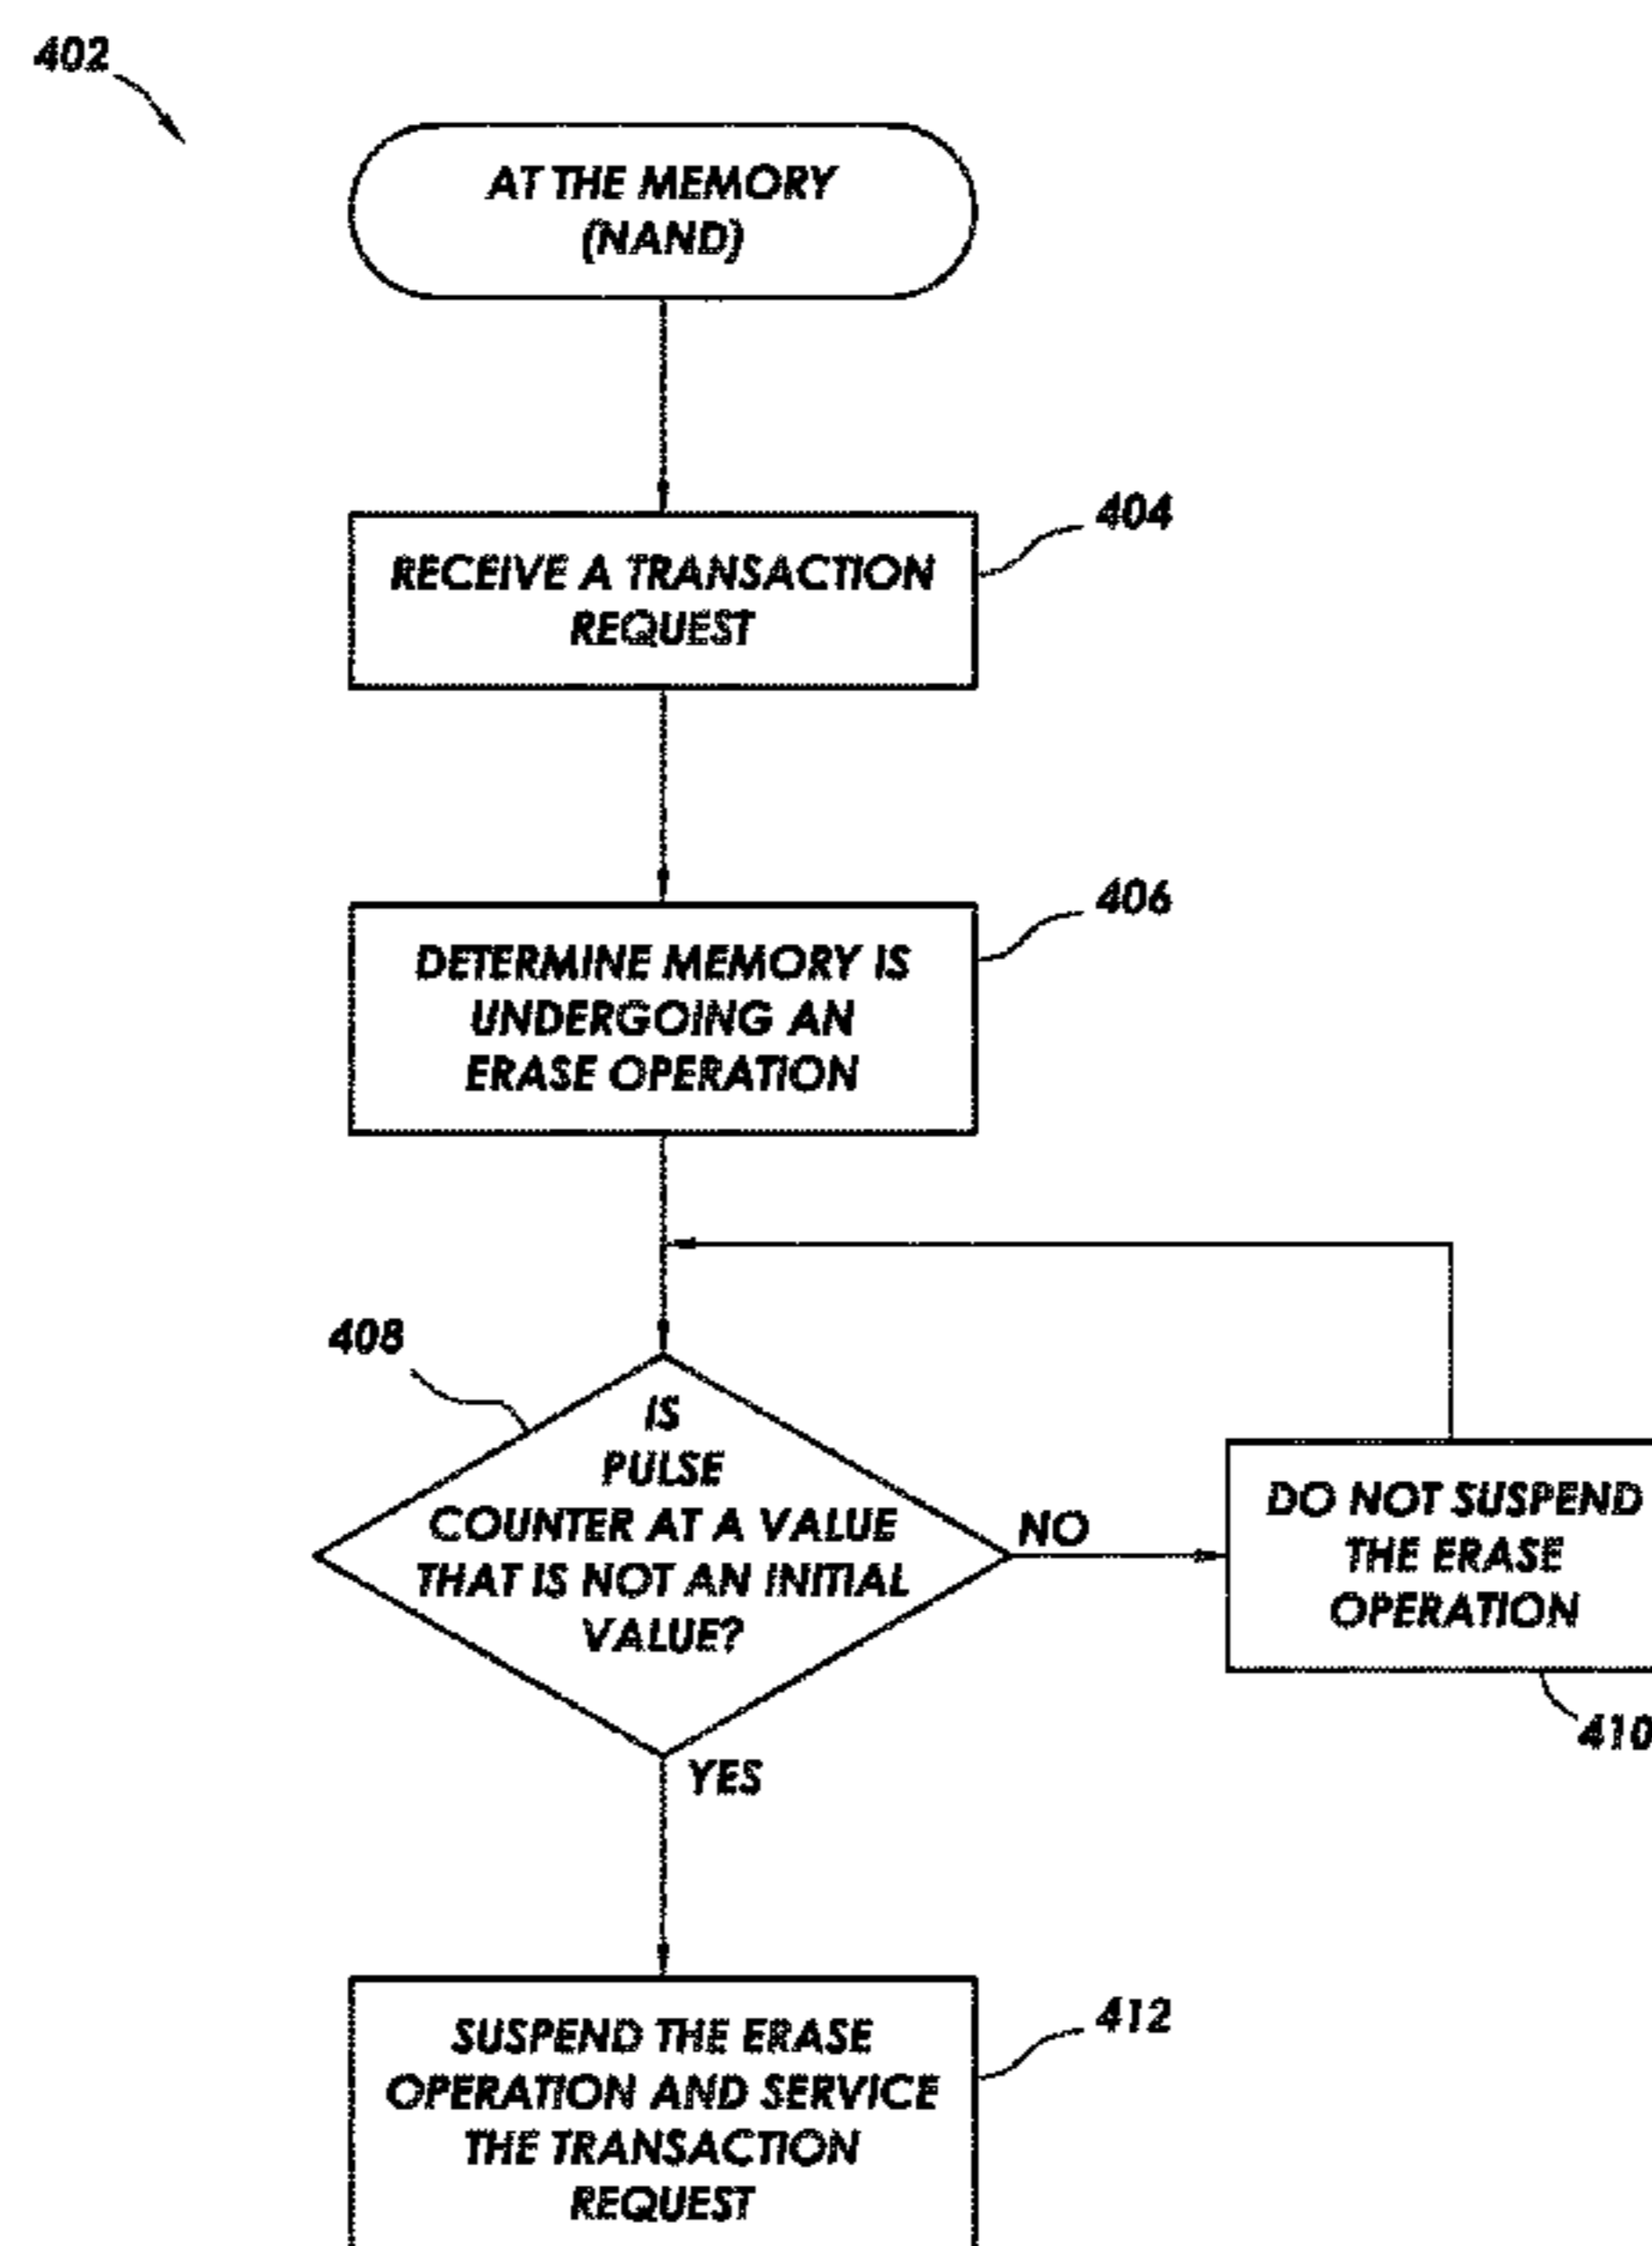 402
AT THE MEMORY
(NAND)
404
RECEIVE A TRANSACTION
REQUEST
406
DETERMINE MEMORY IS
UNDERGOING AN
ERASE OPERATION
408
IS
PULSE
COUNTER AT A VALUE
THAT IS NOT AN INITIAL
VALUE?
NO
DO NOT SUSPEND
THE ERASE
OPERATION
410
YES
412
SUSPEND THE ERASE
OPERATION AND SERVICE
THE TRANSACTION
REQUEST